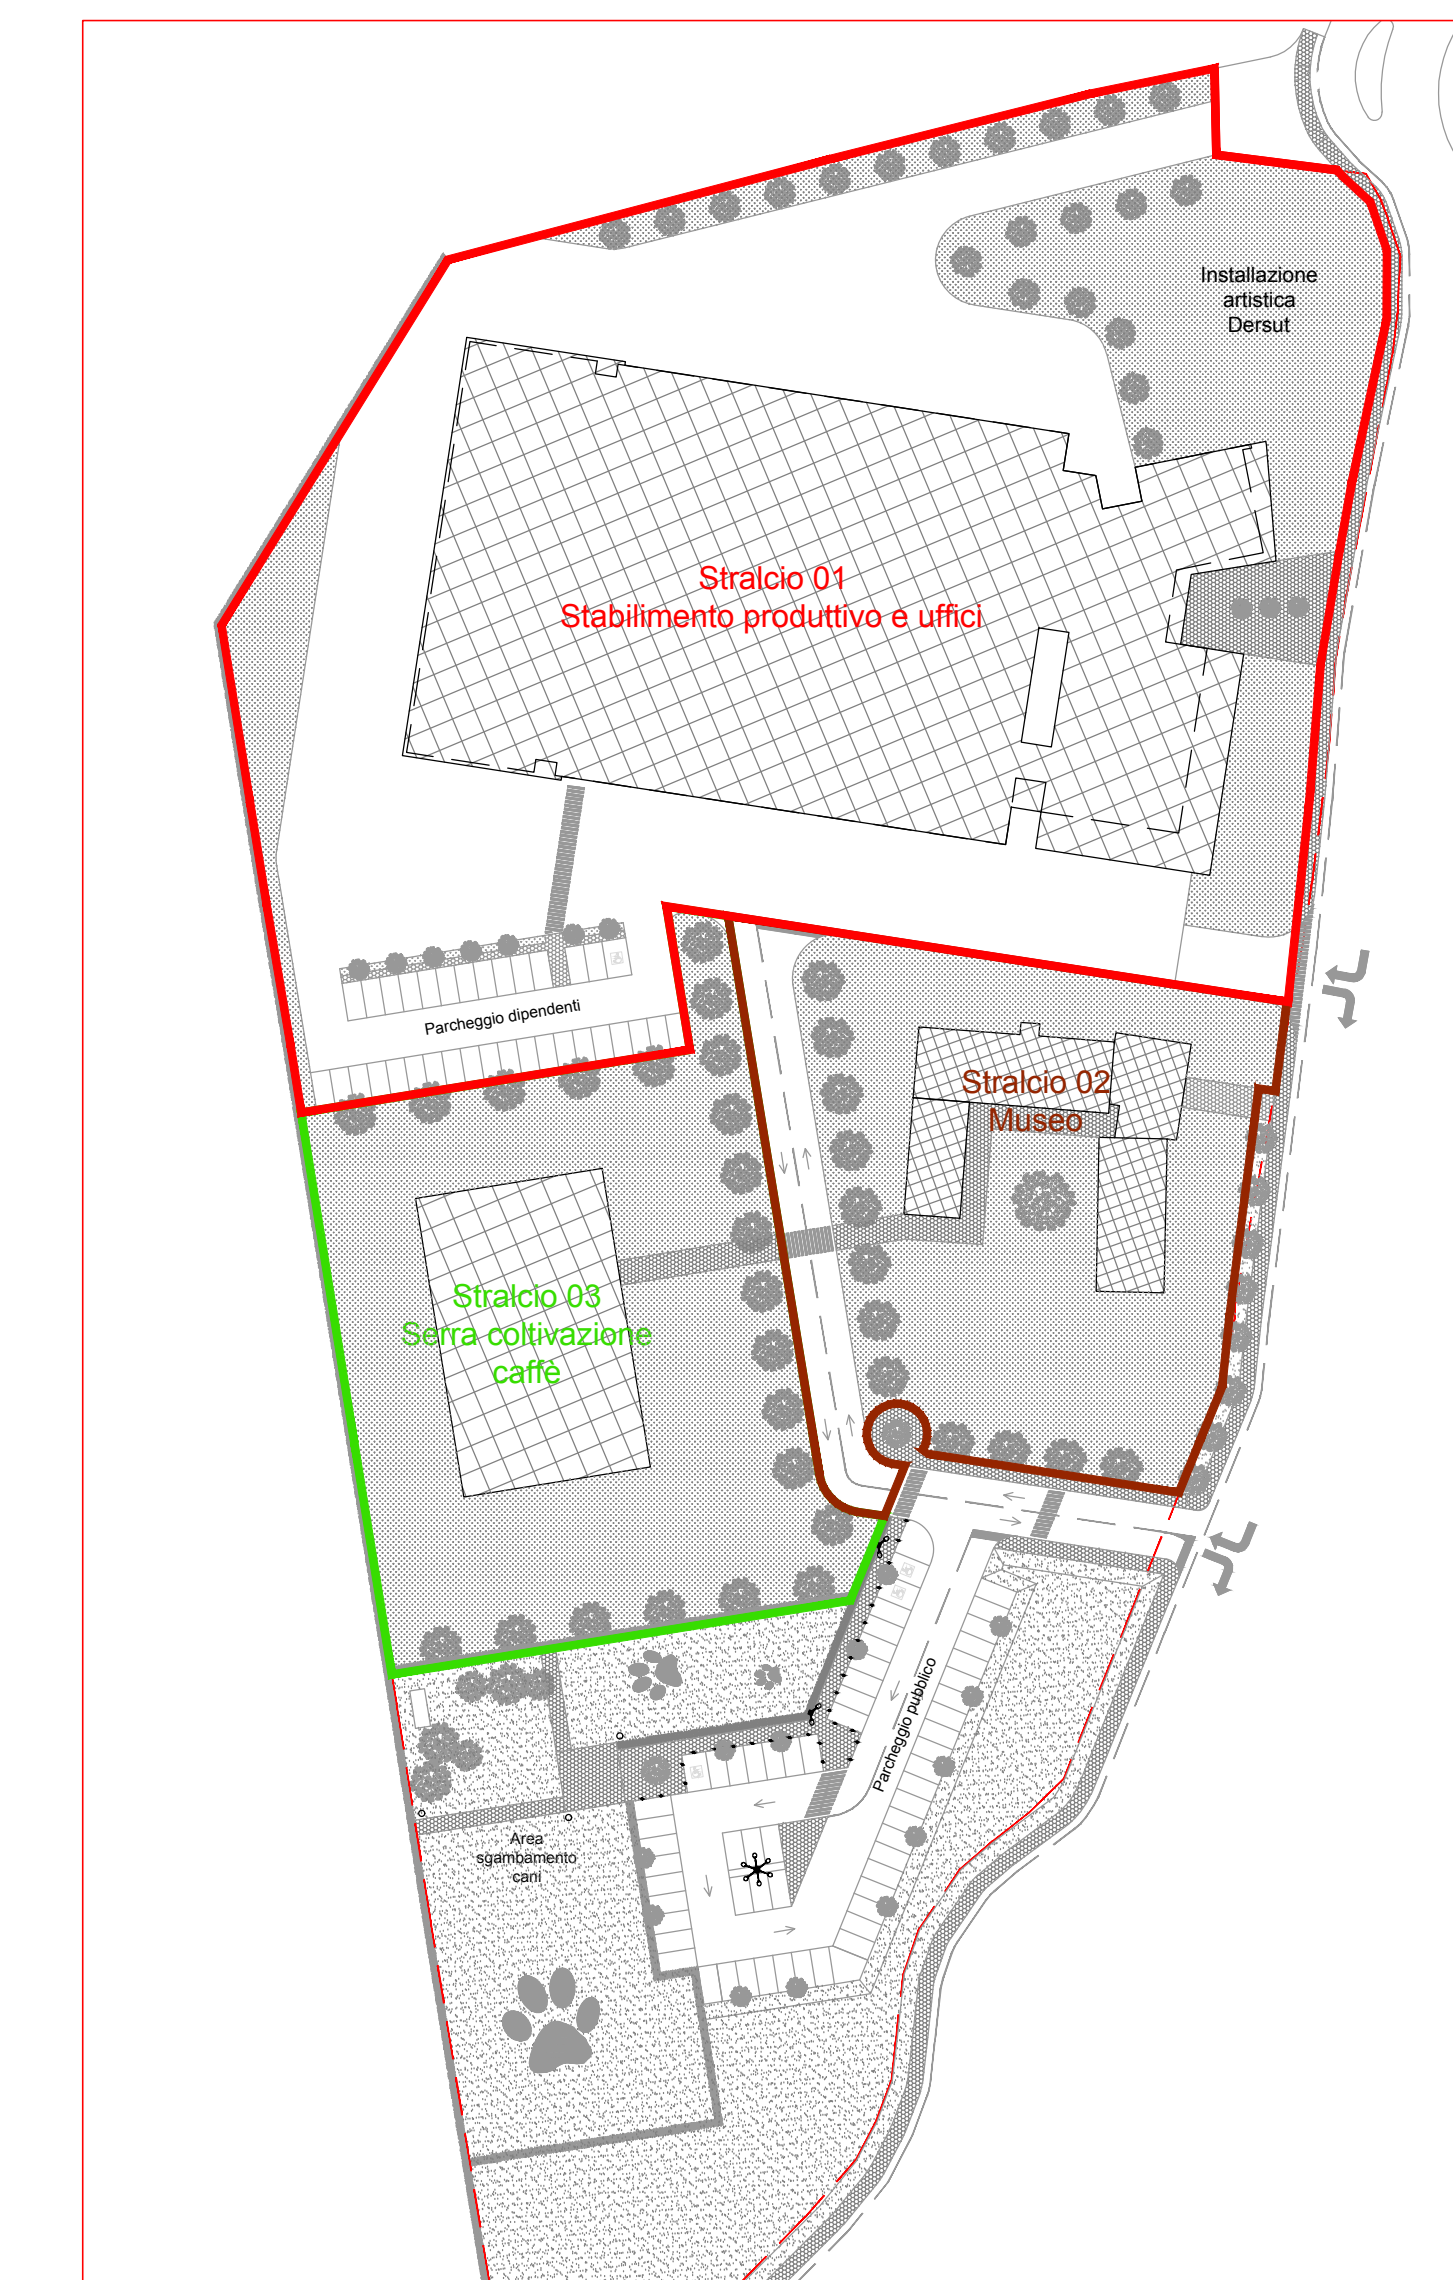 Installazione
artistica
Dersut
Stralcio 01
Stabilimento produttivo e uffici
Parcheggio dipendenti
Stralcio 02
Museo
Stralcio 03
Serra coltivazione
caffè
Parcheggio pubblico
Area
sgambamento
cani